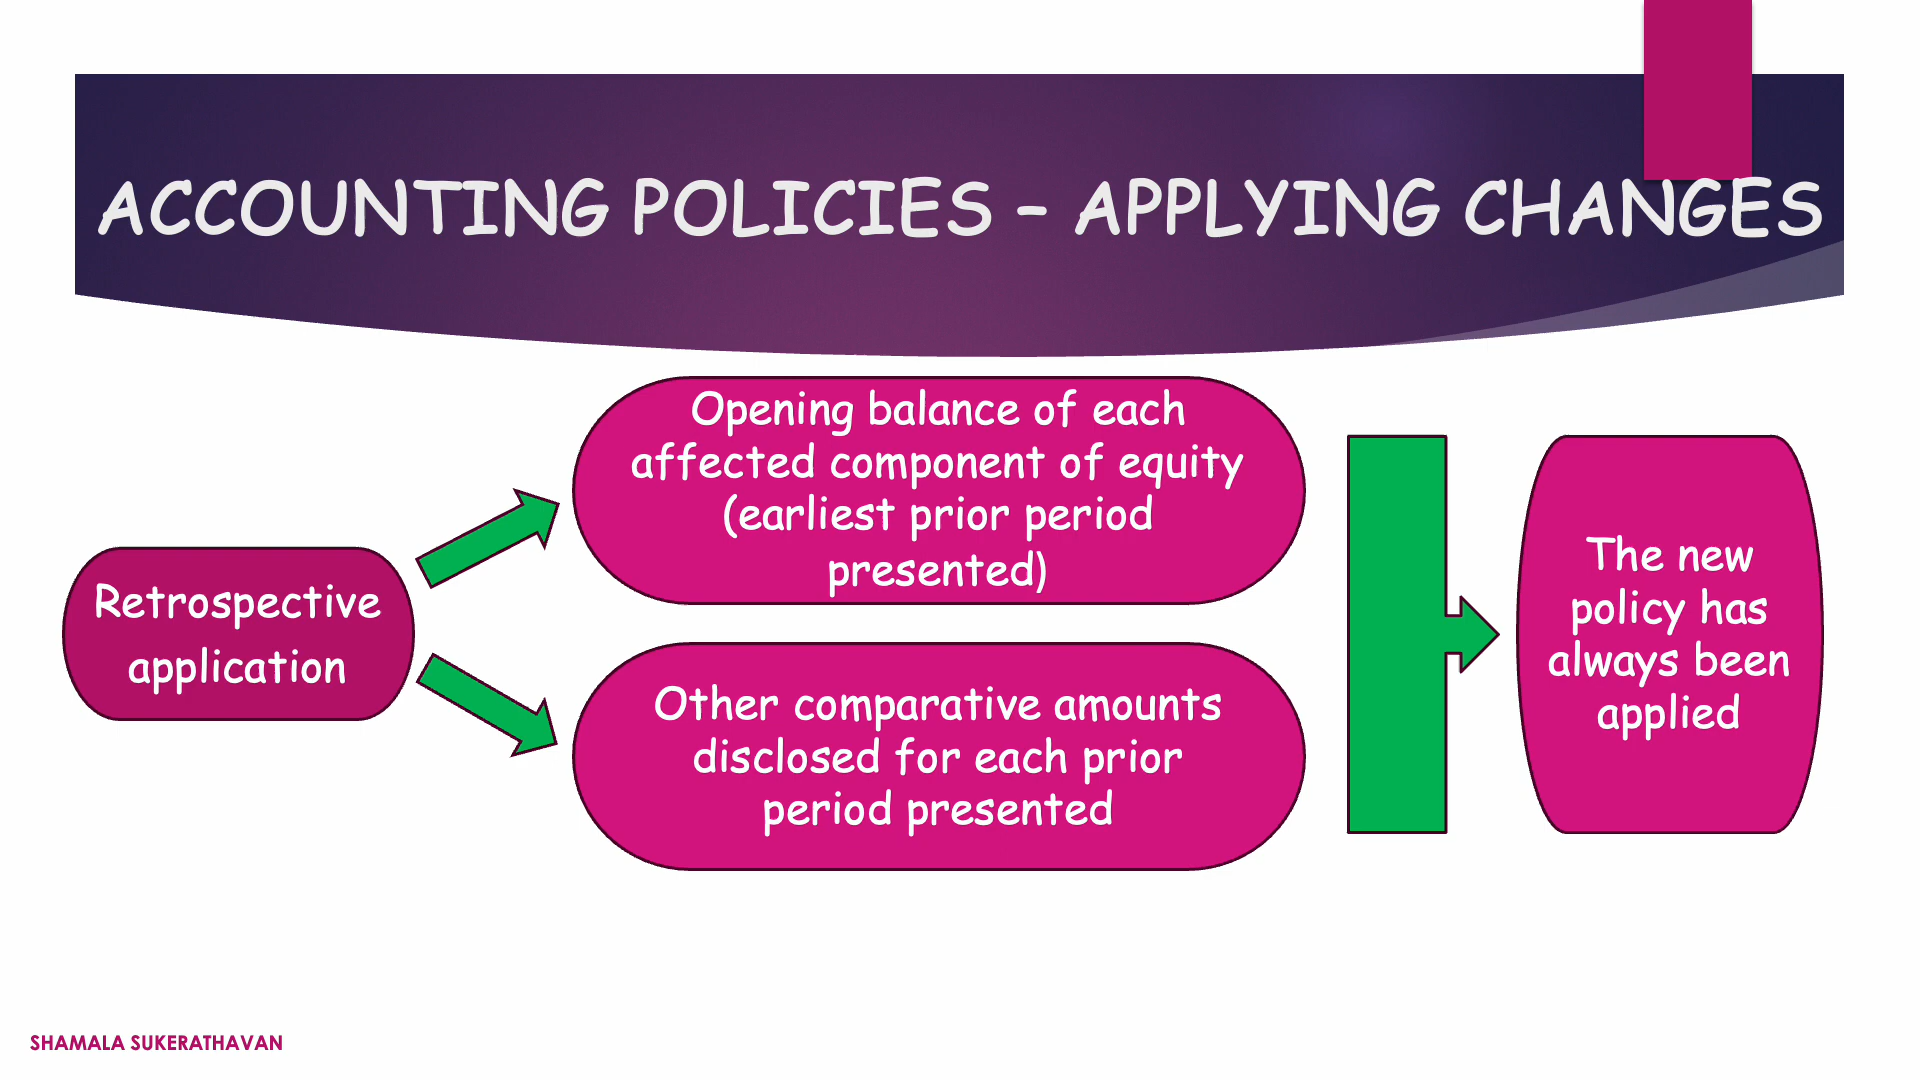 ACCOUNTING POLICIES – APPLYING CHANGES
Retrospective
application
Opening balance of each
affected component of equity
(earliest prior period
presented)
Other comparative amounts
disclosed for each prior
period presented
The new
policy has
always been
applied
SHAMALA SUKERATHAVAN